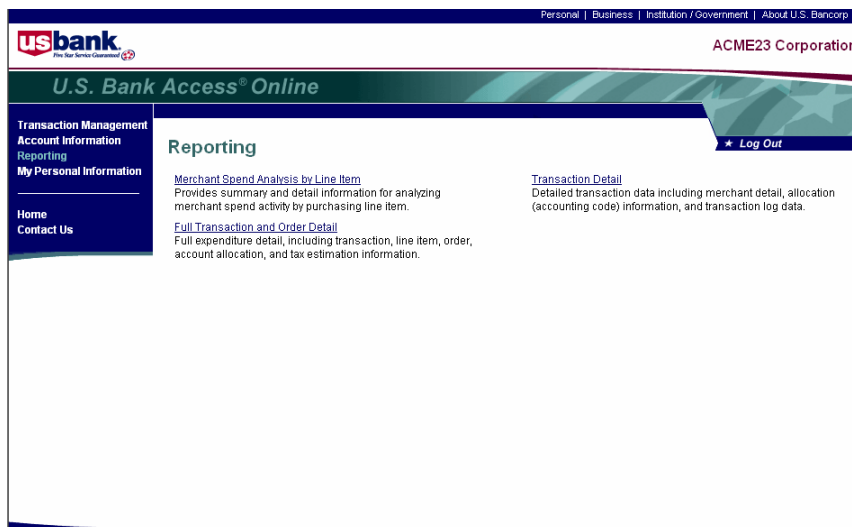 Personal | Business | Institution / Government | About U.S. Bancorp
usbank.
Five Star Service Guaranteed
ACME23 Corporation
U.S. Bank Access® Online
Transaction Management
Account Information
Reporting
My Personal Information
Home
Contact Us
Log Out
Reporting
Merchant Spend Analysis by Line Item
Provides summary and detail information for analyzing
merchant spend activity by purchasing line item.
Full Transaction and Order Detail
Full expenditure detail, including transaction, line item, order,
account allocation, and tax estimation information.
Transaction Detail
Detailed transaction data including merchant detail, allocation
(accounting code) information, and transaction log data.